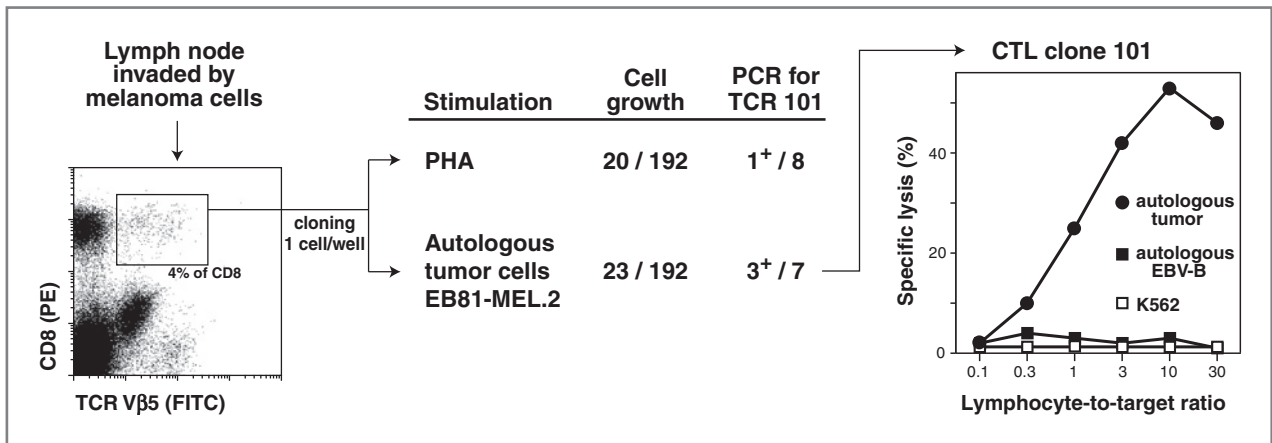 Lymph node
invaded by
melanoma cells
CD8 (PE)
4% of CD8
TCR Vβ5 (FITC)
cloning
1 cell/well
Stimulation
Cell
growth
PCR for
TCR 101
PHA
20 / 192
1+ / 8
Autologous
tumor cells
EB81-MEL.2
23 / 192
3+ / 7
CTL clone 101
Specific lysis (%)
40
20
0
autologous
tumor
autologous
EBV-B
K562
0.1 0.3 1 3 10 30
Lymphocyte-to-target ratio